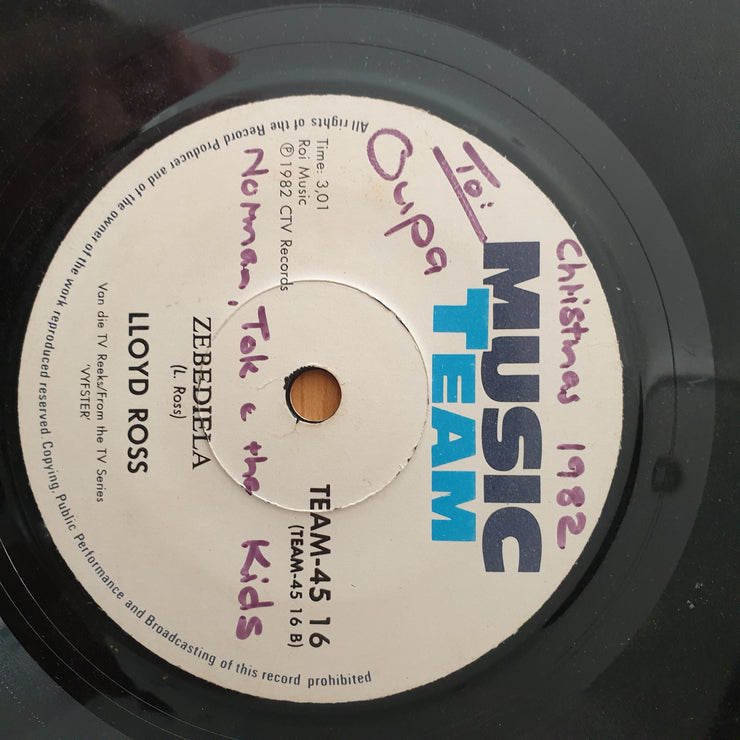 Christmas 1982
To:
Oupa
MUSIC
TEAM
Time: 3,01
Roi Music
℗ 1982 CTV Records
TEAM-45 16
(TEAM-45 16 B)
Norman, Tok & the Kids
ZEBEDIELA
(L. Ross)
LLOYD ROSS
Van die TV Reeks/From the TV Series
'VYFSTER'
All rights of the Record Producer and of the owner of the work reproduced reserved. Copying, Public Performance and Broadcasting of this record prohibited